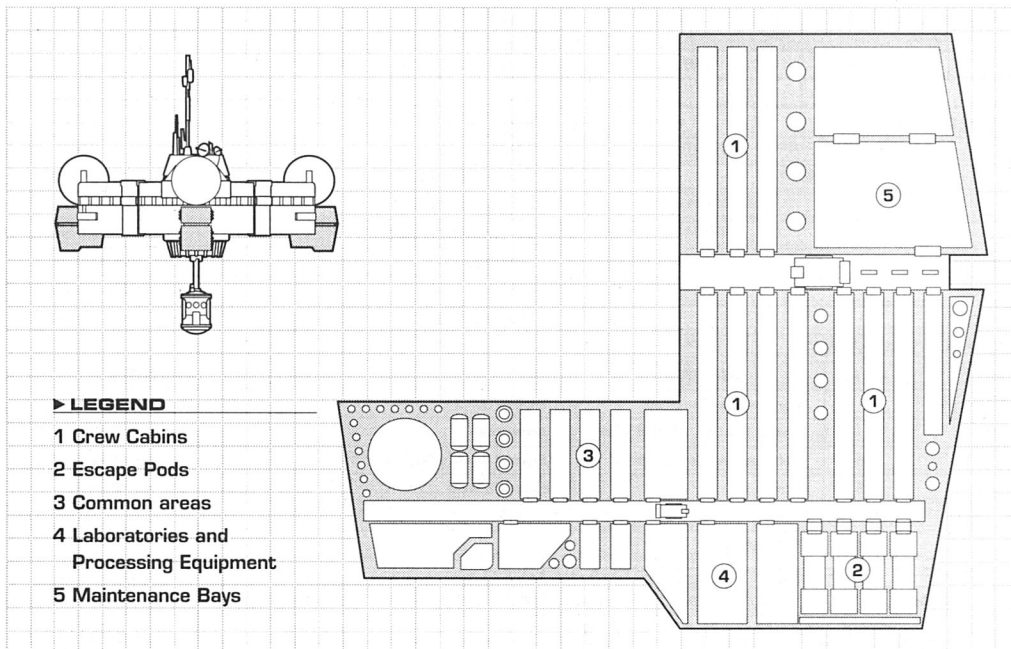 1
5
1
1
3
4
2
▶ LEGEND
1 Crew Cabins
2 Escape Pods
3 Common areas
4 Laboratories and
Processing Equipment
5 Maintenance Bays